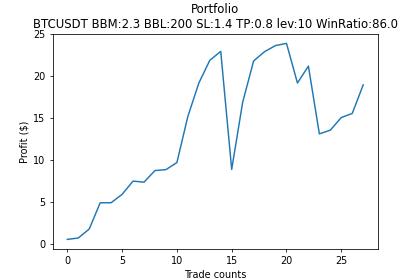 Portfolio
BTCUSDT BBM:2.3 BBL:200 SL:1.4 TP:0.8 lev:10 WinRatio:86.0
25
20
15
10
5
0
Profit ($)
0 5 10 15 20 25
Trade counts